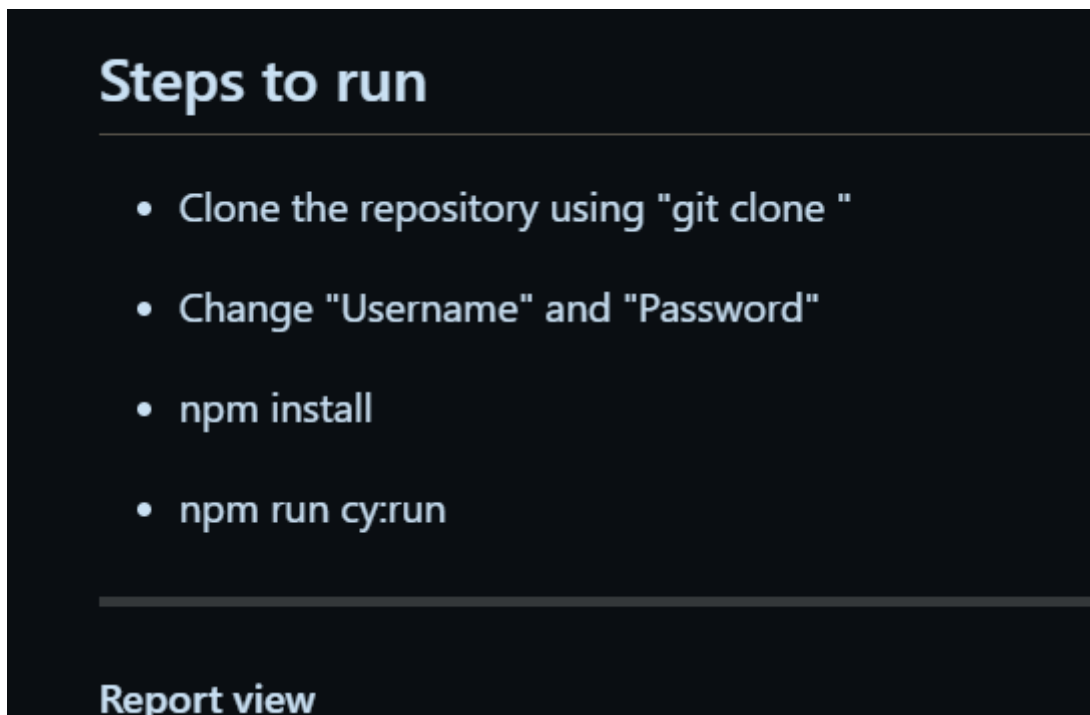 Steps to run
Clone the repository using "git clone "
Change "Username" and "Password"
npm install
npm run cy:run
Report view